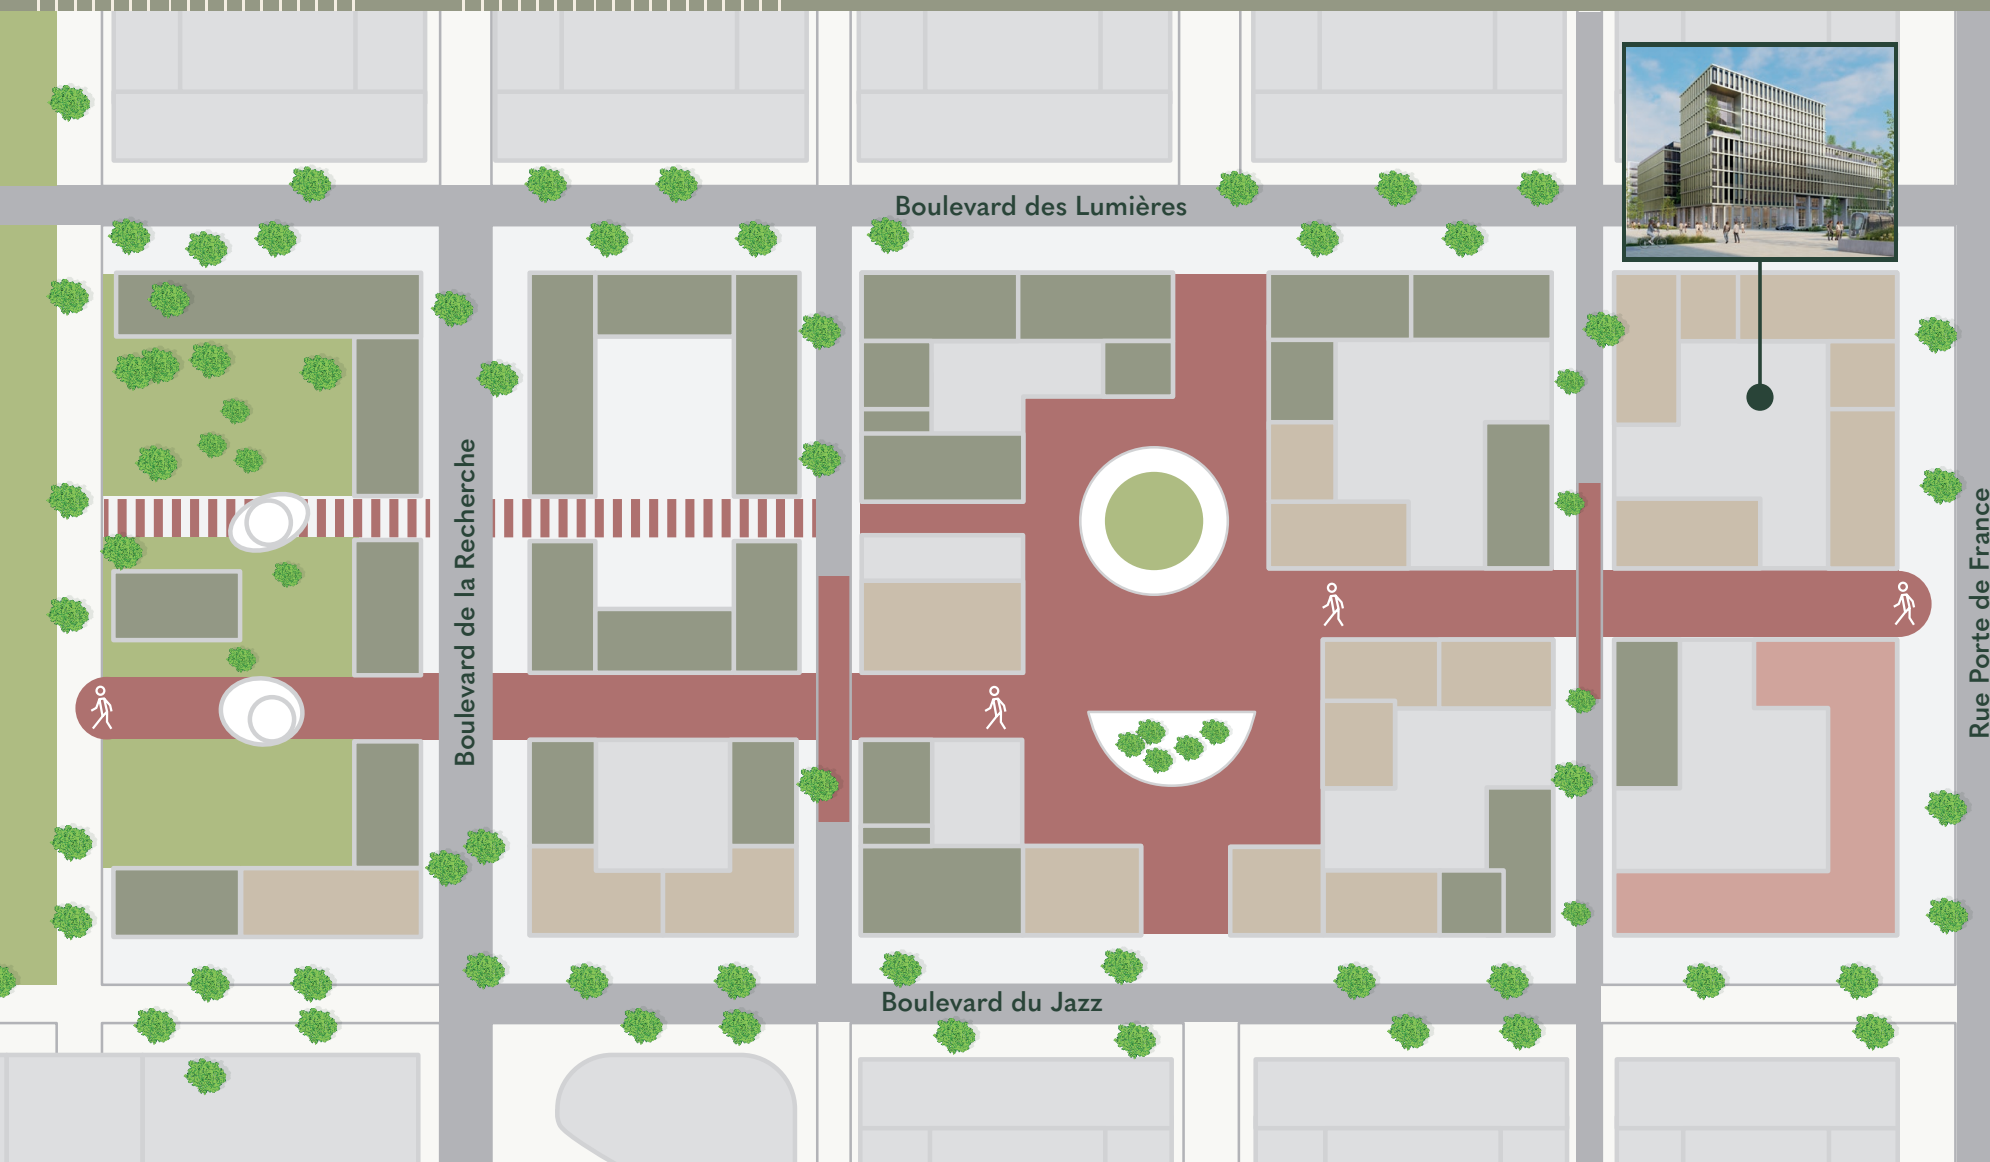 Boulevard des Lumières
Boulevard de la Recherche
Rue Porte de France
Boulevard du Jazz